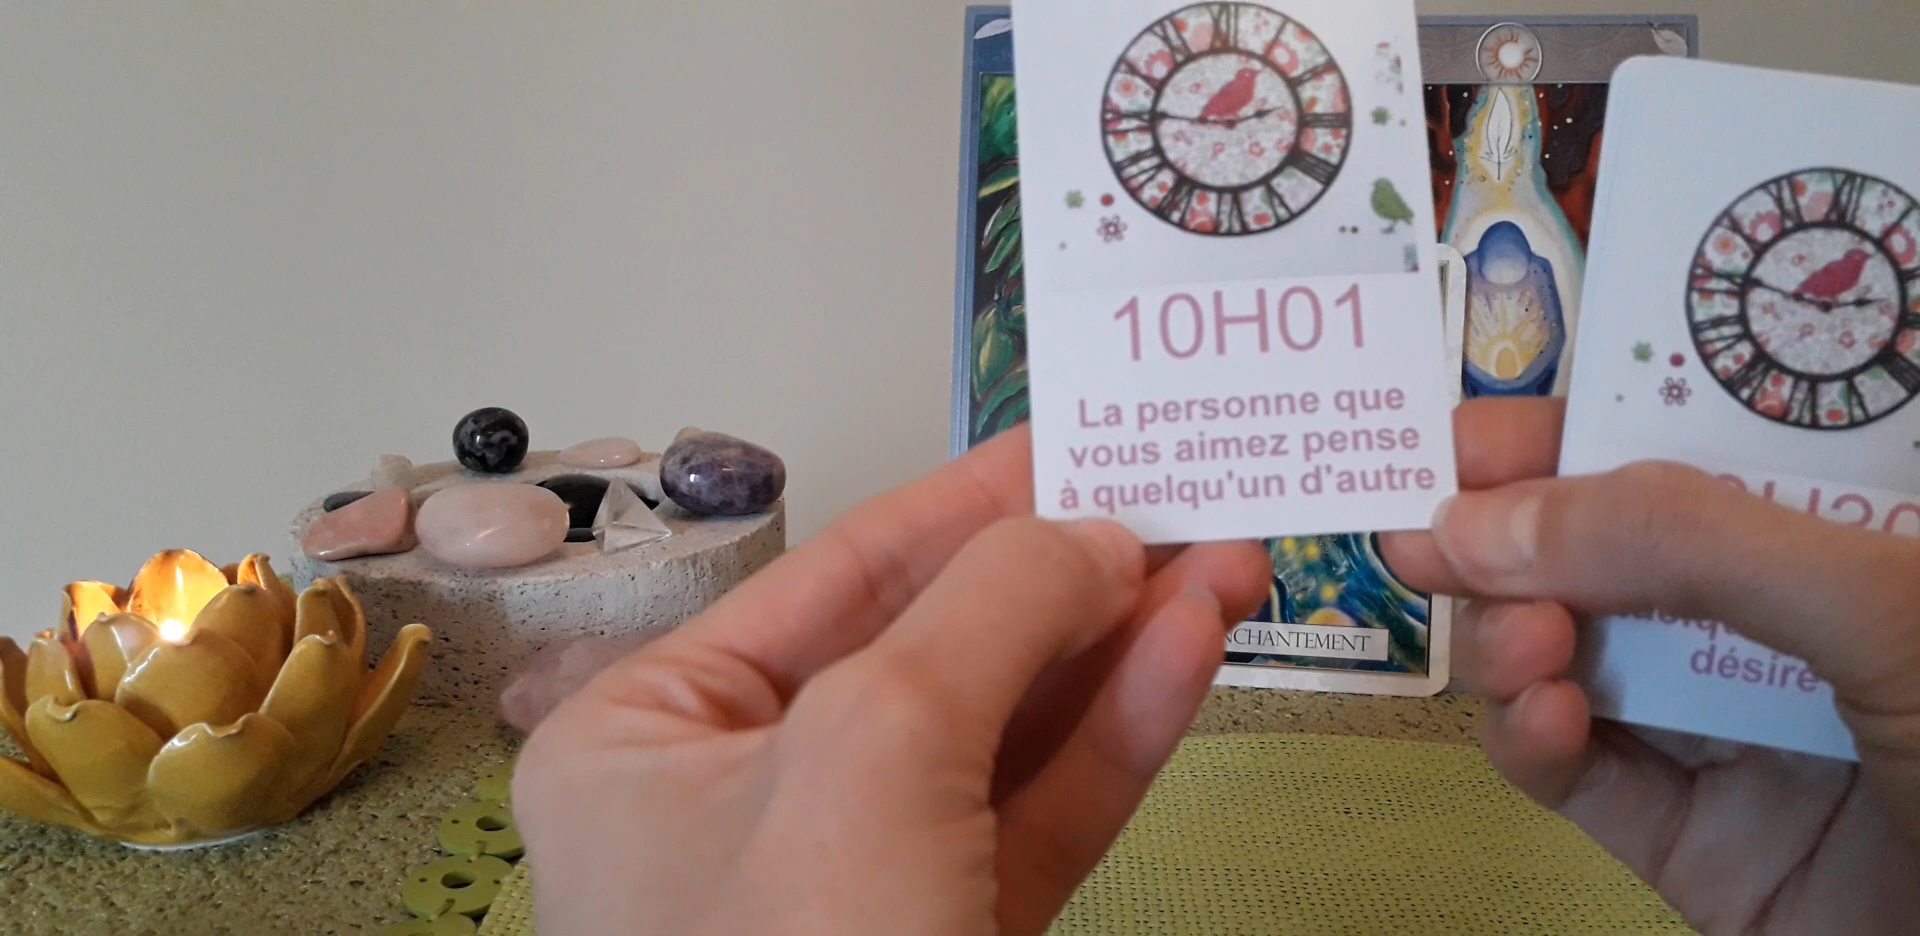 10H01
La personne que
vous aimez pense
à quelqu'un d'autre
désire
NCHANTEMENT